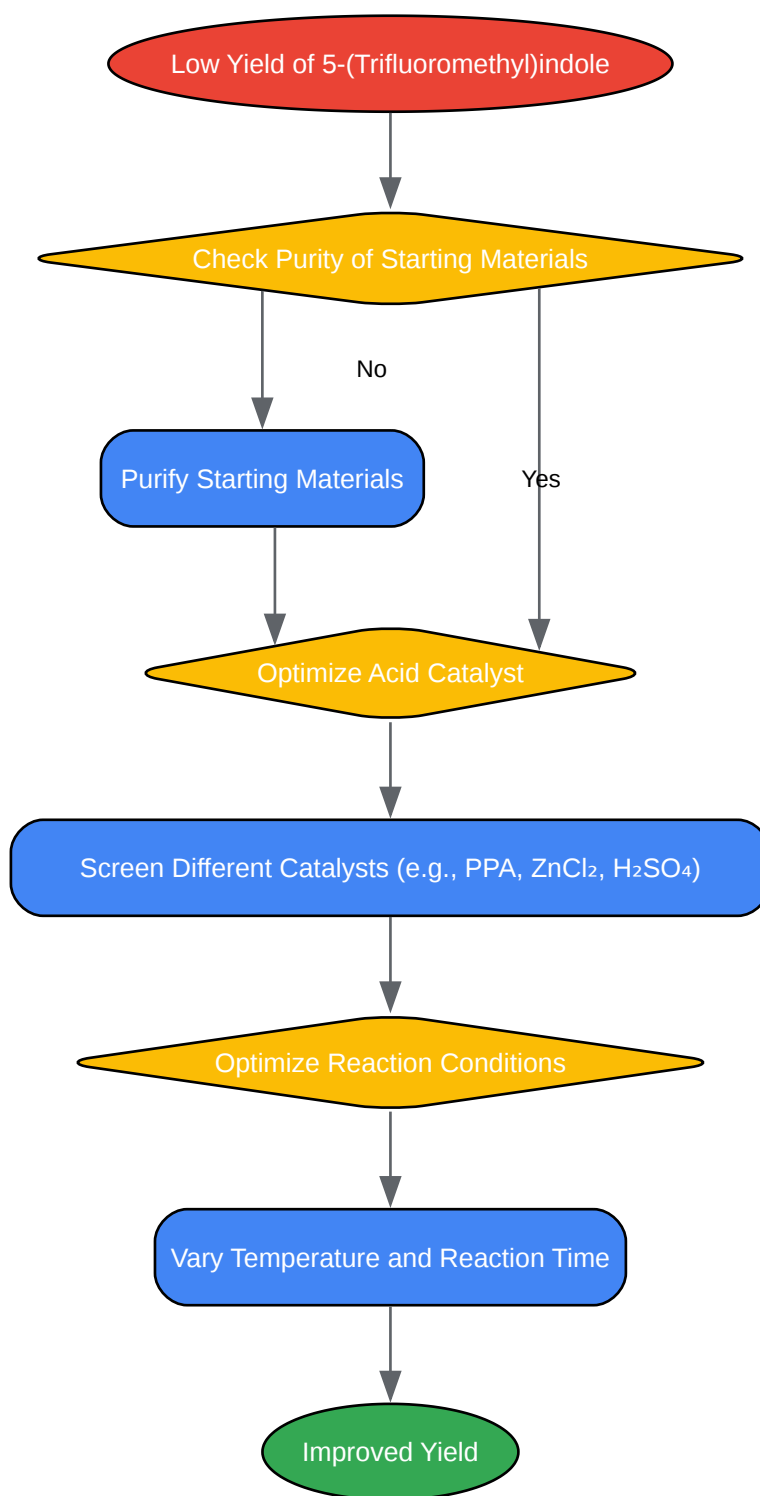 Low Yield of 5-(Trifluoromethyl)indole
Check Purity of Starting Materials
No
Purify Starting Materials
Yes
Optimize Acid Catalyst
Screen Different Catalysts (e.g., PPA, ZnCl₂, H₂SO₄)
Optimize Reaction Conditions
Vary Temperature and Reaction Time
Improved Yield